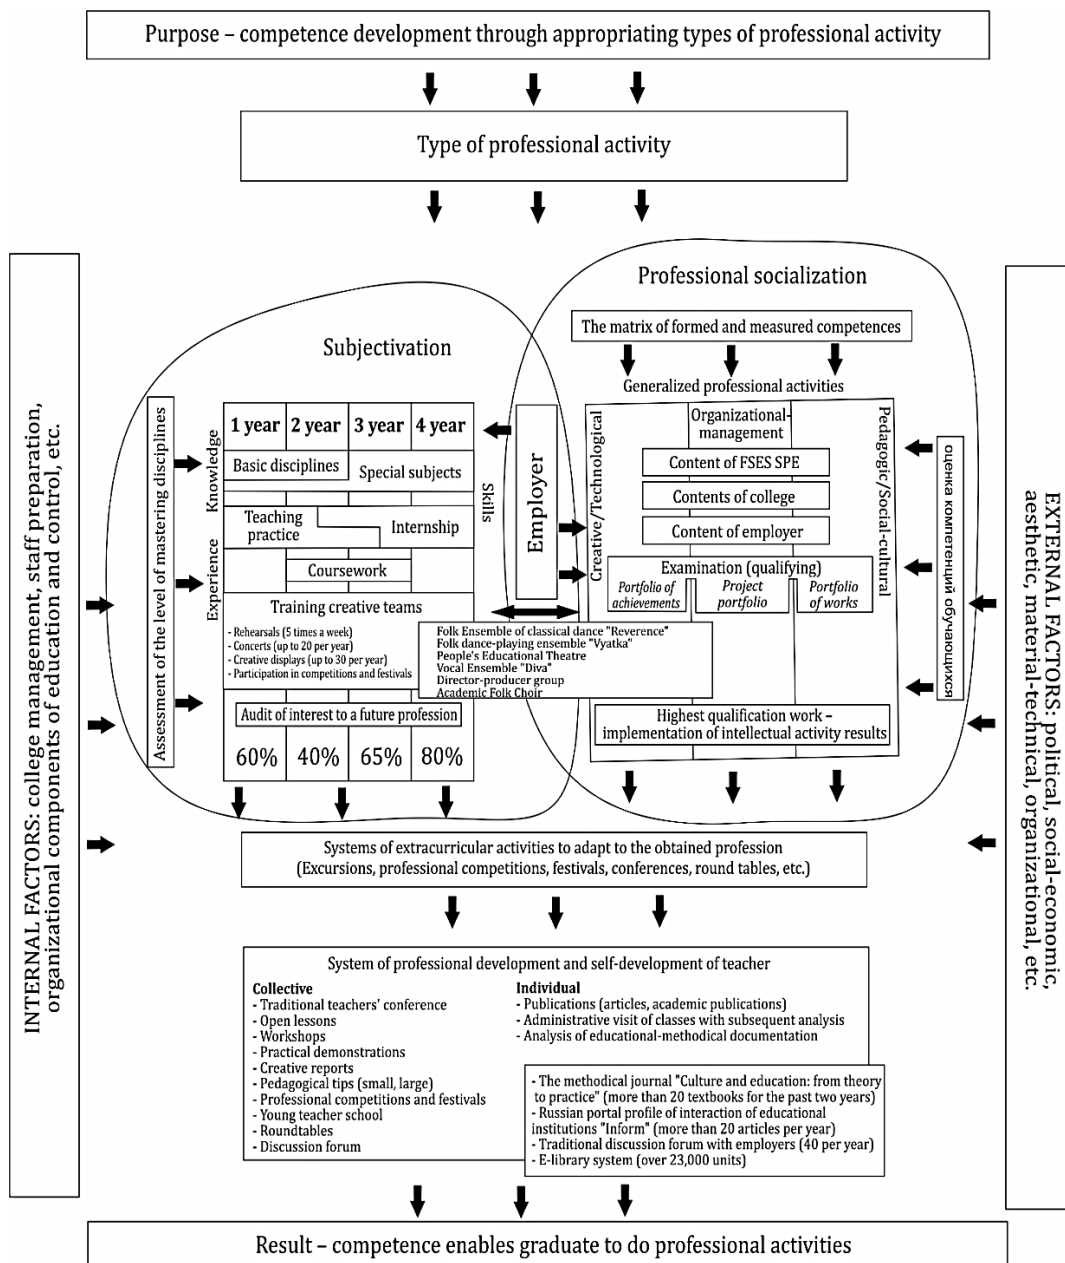 Purpose – competence development through appropriating types of professional activity
Type of professional activity
INTERNAL FACTORS: college management, staff preparation,
organizational components of education and control, etc.
Subjectivation
Assessment of the level of mastering disciplines
Knowledge
Experience
1 year 2 year 3 year 4 year
Basic disciplines
Special subjects
Teaching
practice
Internship
Coursework
Training creative teams
- Rehearsals (5 times a week)
- Concerts (up to 20 per year)
- Creative displays (up to 30 per year)
- Participation in competitions and festivals
Audit of interest to a future profession
60% 40% 65% 80%
Skills
Employer
Folk Ensemble of classical dance "Reverence"
Folk dance-playing ensemble "Vyatka"
People's Educational Theatre
Vocal Ensemble "Diva"
Director-producer group
Academic Folk Choir
Professional socialization
The matrix of formed and measured competences
Generalized professional activities
Creative/Technological
Organizational-
management
Pedagogic/Social-cultural
Content of FSES SPE
Contents of college
Content of employer
Examination (qualifying)
Portfolio of
achievements
Project
portfolio
Portfolio
of works
Highest qualification work –
implementation of intellectual activity results
оценка компетенций обучающихся
EXTERNAL FACTORS: political, social-economic,
aesthetic, material-technical, organizational, etc.
Systems of extracurricular activities to adapt to the obtained profession
(Excursions, professional competitions, festivals, conferences, round tables, etc.)
System of professional development and self-development of teacher
Collective
- Traditional teachers' conference
- Open lessons
- Workshops
- Practical demonstrations
- Creative reports
- Pedagogical tips (small, large)
- Professional competitions and festivals
- Young teacher school
- Roundtables
- Discussion forum
Individual
- Publications (articles, academic publications)
- Administrative visit of classes with subsequent analysis
- Analysis of educational-methodical documentation
- The methodical journal "Culture and education: from theory
to practice" (more than 20 textbooks for the past two years)
- Russian portal profile of interaction of educational
institutions "Inform" (more than 20 articles per year)
- Traditional discussion forum with employers (40 per year)
- E-library system (over 23,000 units)
Result – competence enables graduate to do professional activities